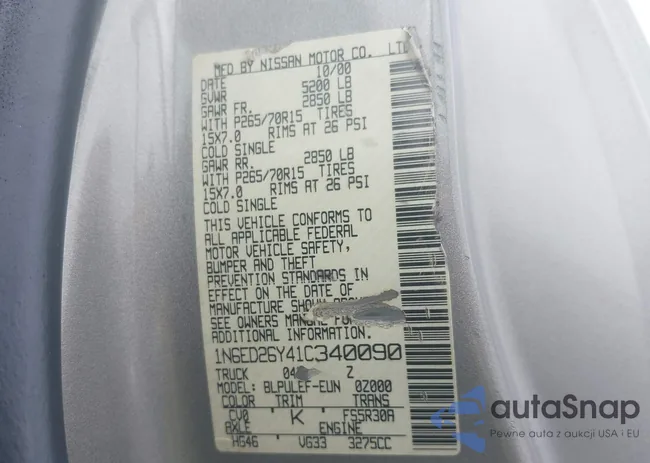 MFD BY NISSAN MOTOR CO. LTD
DATE 10/00
GVWR 5200 LB
GAWR FR. 2850 LB
WITH P265/70R15 TIRES
15X7.0 RIMS AT 26 PSI
COLD SINGLE
GAWR RR. 2850 LB
WITH P265/70R15 TIRES
15X7.0 RIMS AT 26 PSI
COLD SINGLE
THIS VEHICLE CONFORMS TO
ALL APPLICABLE FEDERAL
MOTOR VEHICLE SAFETY,
BUMPER AND THEFT
PREVENTION STANDARDS IN
EFFECT ON THE DATE OF
MANUFACTURE SHOWN ABOVE
SEE OWNERS MANUAL FOR
ADDITIONAL INFORMATION.
1N6ED26Y41C340090
TRUCK 04 Z
MODEL: BLPULEF-EUN 0Z000
COLOR TRIM TRANS
CV0 K FS5R30A
AXLE ENGINE
HG46 VG33 3275CC
autaSnap
Pewne auta z aukcji USA i EU